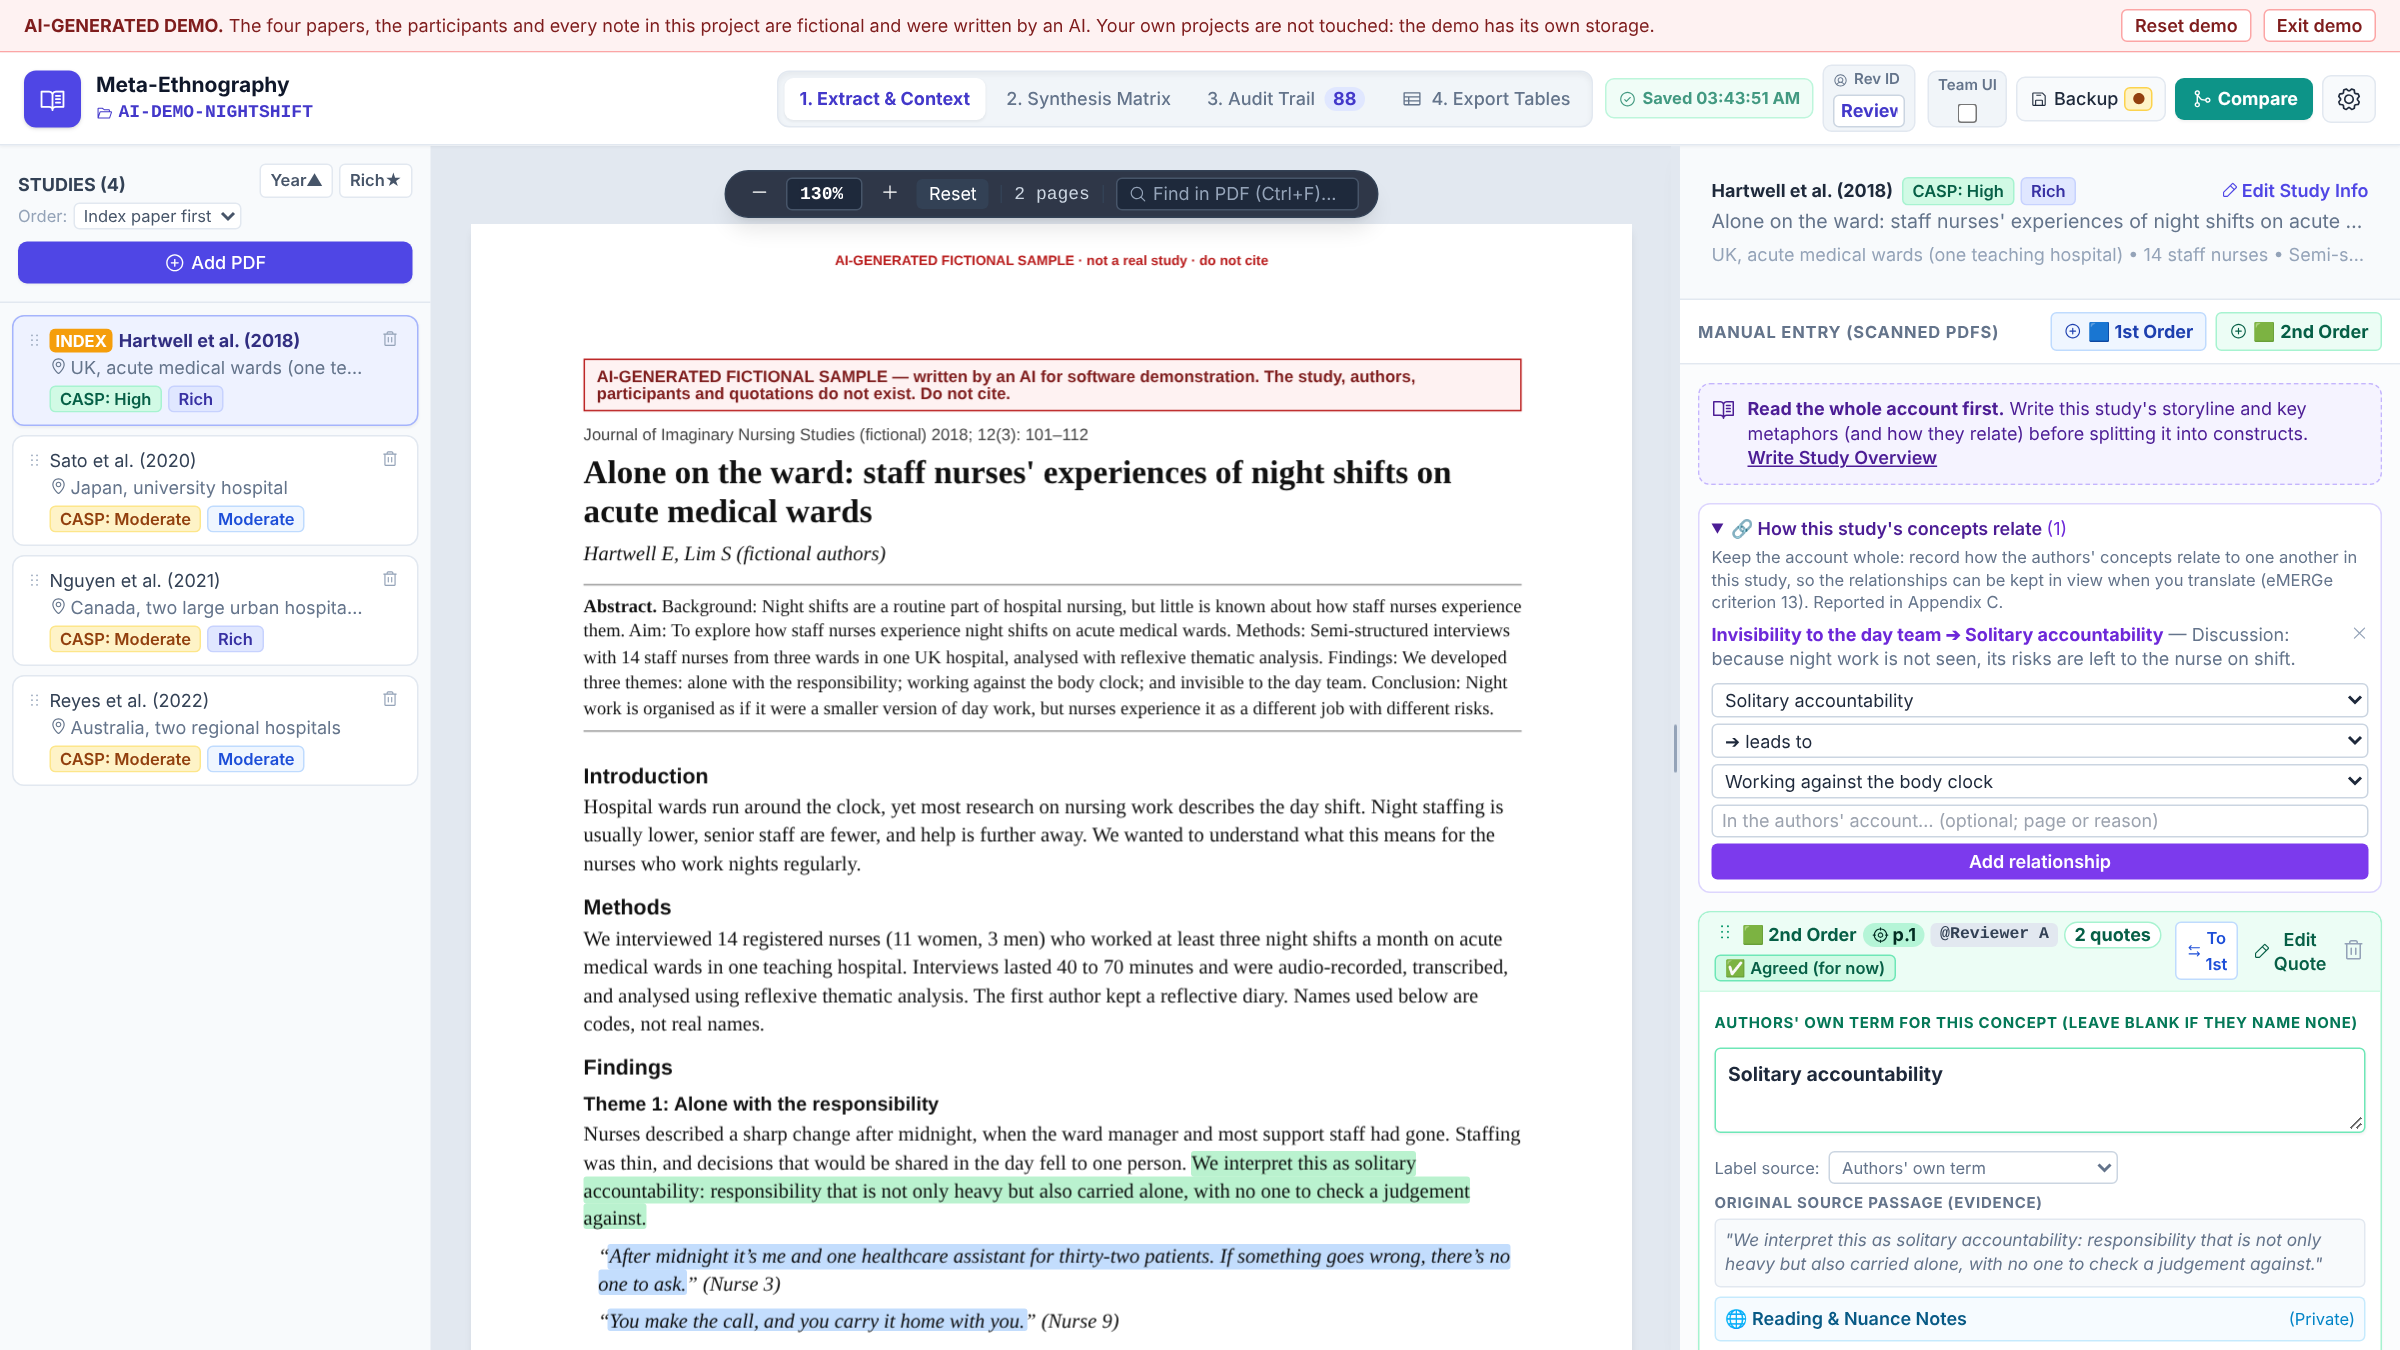 AI-GENERATED DEMO. The four papers, the participants and every note in this project are fictional and were written by an AI. Your own projects are not touched: the demo has its own storage.
Reset demo
Exit demo
Meta-Ethnography
AI-DEMO-NIGHTSHIFT
1. Extract & Context
2. Synthesis Matrix
3. Audit Trail 88
4. Export Tables
Saved 03:43:51 AM
Rev ID
Review
Team UI
Backup
Compare
STUDIES (4)
Year▲
Rich★
Order: Index paper first
Add PDF
INDEX Hartwell et al. (2018)
UK, acute medical wards (one te...
CASP: High Rich
Sato et al. (2020)
Japan, university hospital
CASP: Moderate Moderate
Nguyen et al. (2021)
Canada, two large urban hospita...
CASP: Moderate Rich
Reyes et al. (2022)
Australia, two regional hospitals
CASP: Moderate Moderate
− 130% + Reset 2 pages Find in PDF (Ctrl+F)...
AI-GENERATED FICTIONAL SAMPLE · not a real study · do not cite
AI-GENERATED FICTIONAL SAMPLE — written by an AI for software demonstration. The study, authors,
participants and quotations do not exist. Do not cite.
Journal of Imaginary Nursing Studies (fictional) 2018; 12(3): 101–112
Alone on the ward: staff nurses' experiences of night shifts on
acute medical wards
Hartwell E, Lim S (fictional authors)
Abstract. Background: Night shifts are a routine part of hospital nursing, but little is known about how staff nurses experience
them. Aim: To explore how staff nurses experience night shifts on acute medical wards. Methods: Semi-structured interviews
with 14 staff nurses from three wards in one UK hospital, analysed with reflexive thematic analysis. Findings: We developed
three themes: alone with the responsibility; working against the body clock; and invisible to the day team. Conclusion: Night
work is organised as if it were a smaller version of day work, but nurses experience it as a different job with different risks.
Introduction
Hospital wards run around the clock, yet most research on nursing work describes the day shift. Night staffing is
usually lower, senior staff are fewer, and help is further away. We wanted to understand what this means for the
nurses who work nights regularly.
Methods
We interviewed 14 registered nurses (11 women, 3 men) who worked at least three night shifts a month on acute
medical wards in one teaching hospital. Interviews lasted 40 to 70 minutes and were audio-recorded, transcribed,
and analysed using reflexive thematic analysis. The first author kept a reflective diary. Names used below are
codes, not real names.
Findings
Theme 1: Alone with the responsibility
Nurses described a sharp change after midnight, when the ward manager and most support staff had gone. Staffing
was thin, and decisions that would be shared in the day fell to one person. We interpret this as solitary
accountability: responsibility that is not only heavy but also carried alone, with no one to check a judgement
against.
“After midnight it’s me and one healthcare assistant for thirty-two patients. If something goes wrong, there’s no
one to ask.” (Nurse 3)
“You make the call, and you carry it home with you.” (Nurse 9)
Hartwell et al. (2018) CASP: High Rich
Edit Study Info
Alone on the ward: staff nurses' experiences of night shifts on acute ...
UK, acute medical wards (one teaching hospital) • 14 staff nurses • Semi-s...
MANUAL ENTRY (SCANNED PDFS)
1st Order
2nd Order
Read the whole account first. Write this study's storyline and key
metaphors (and how they relate) before splitting it into constructs.
Write Study Overview
▼ How this study's concepts relate (1)
Keep the account whole: record how the authors' concepts relate to one another in
this study, so the relationships can be kept in view when you translate (eMERGe
criterion 13). Reported in Appendix C.
Invisibility to the day team ➔ Solitary accountability — Discussion:
because night work is not seen, its risks are left to the nurse on shift.
Solitary accountability
➔ leads to
Working against the body clock
In the authors' account... (optional; page or reason)
Add relationship
2nd Order p.1 @Reviewer A 2 quotes
Agreed (for now)
To
1st
Edit
Quote
AUTHORS' OWN TERM FOR THIS CONCEPT (LEAVE BLANK IF THEY NAME NONE)
Solitary accountability
Label source: Authors' own term
ORIGINAL SOURCE PASSAGE (EVIDENCE)
"We interpret this as solitary accountability: responsibility that is not only
heavy but also carried alone, with no one to check a judgement against."
Reading & Nuance Notes
(Private)